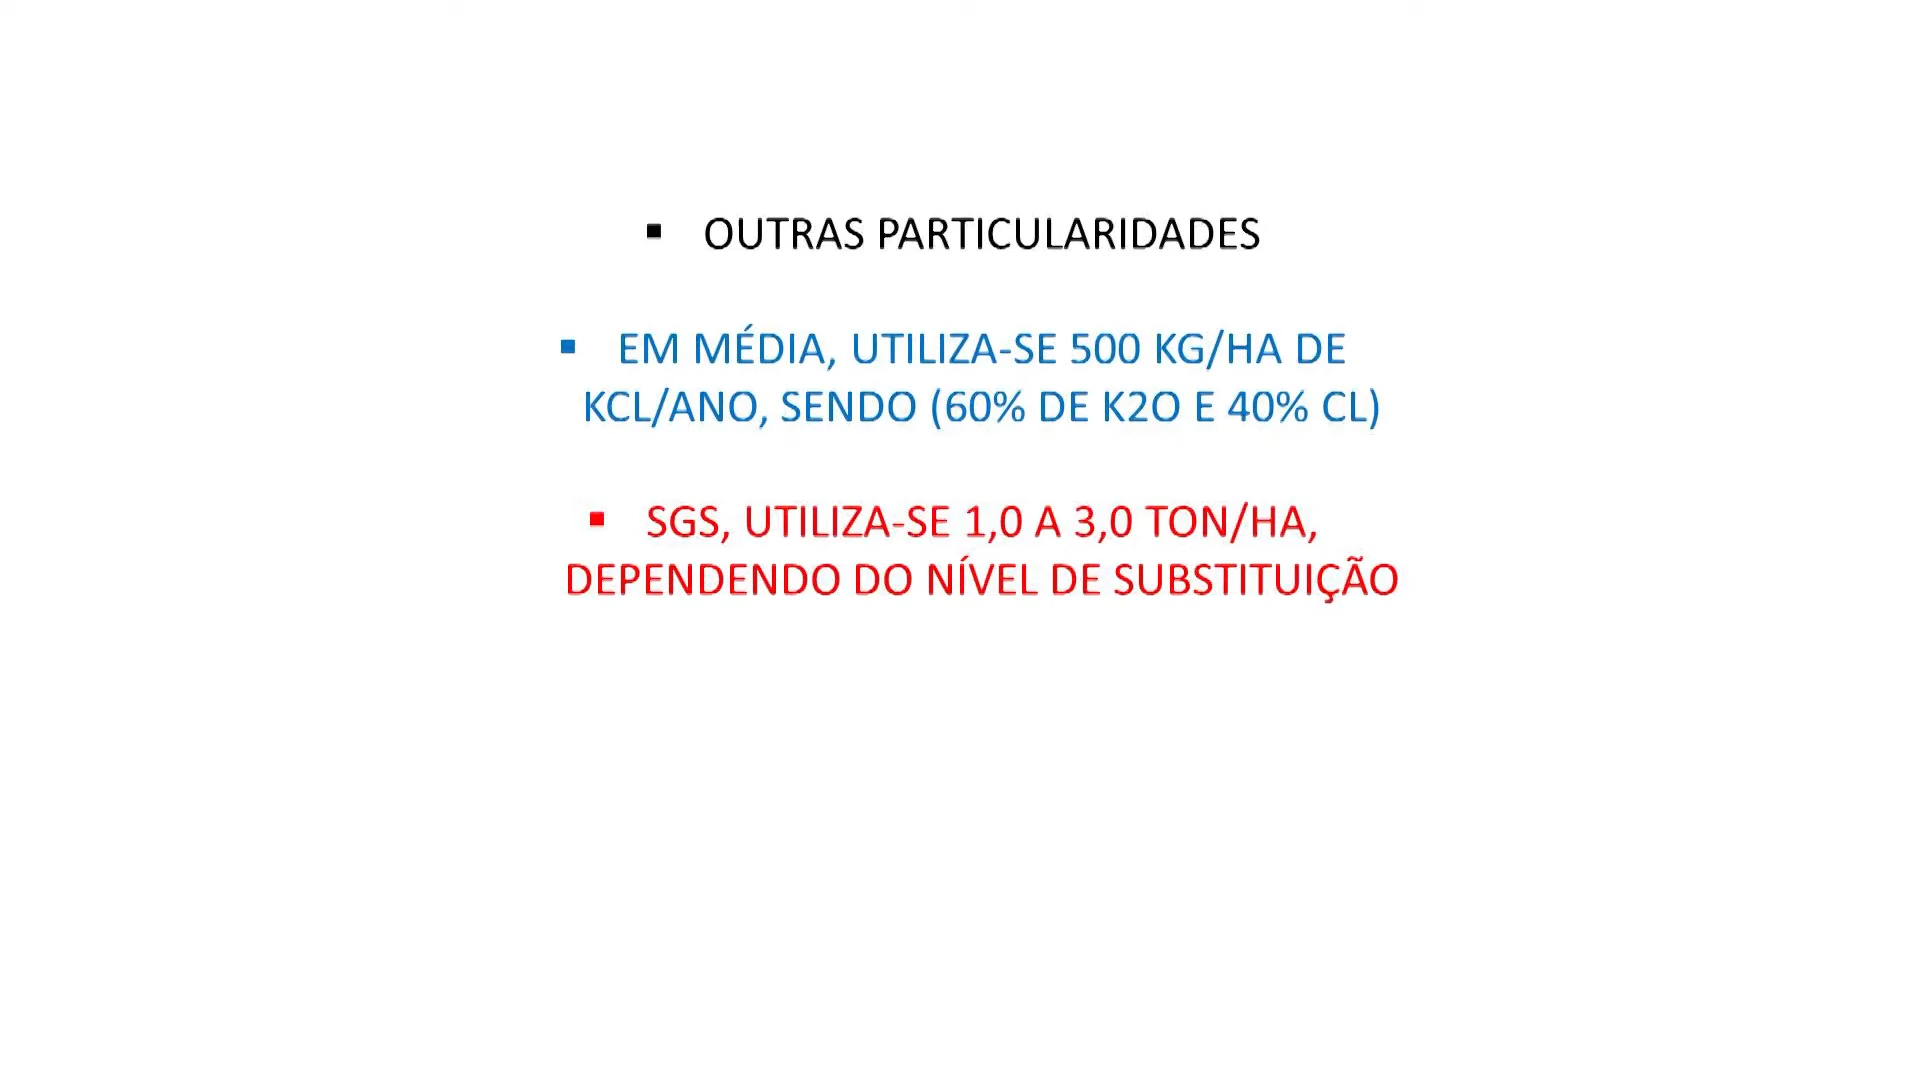 ▪ OUTRAS PARTICULARIDADES
▪ EM MÉDIA, UTILIZA-SE 500 KG/HA DE
KCL/ANO, SENDO (60% DE K2O E 40% CL)
▪ SGS, UTILIZA-SE 1,0 A 3,0 TON/HA,
DEPENDENDO DO NÍVEL DE SUBSTITUIÇÃO